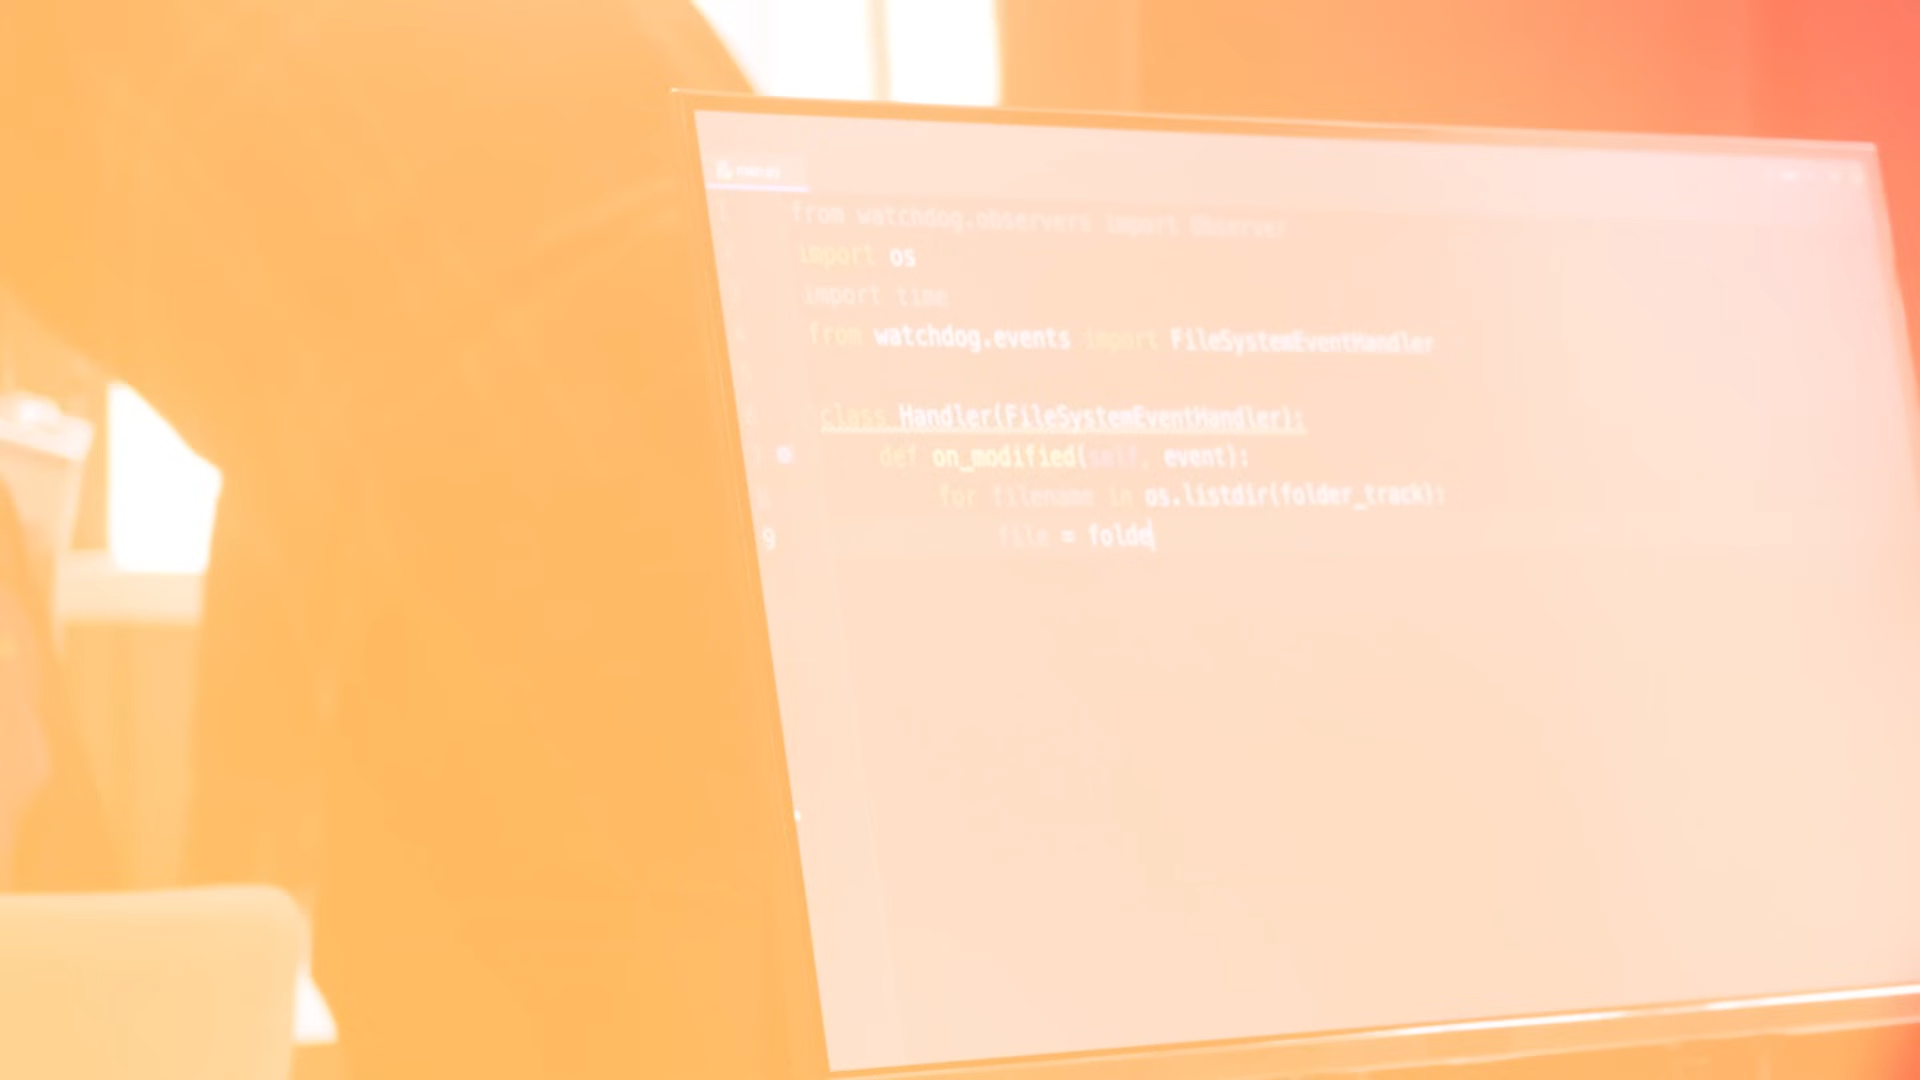 from watchdog.observers import Observer
import os
import time
from watchdog.events import FileSystemEventHandler
class Handler(FileSystemEventHandler):
def on_modified(self, event):
for filename in os.listdir(folder_track):
9 file = folde